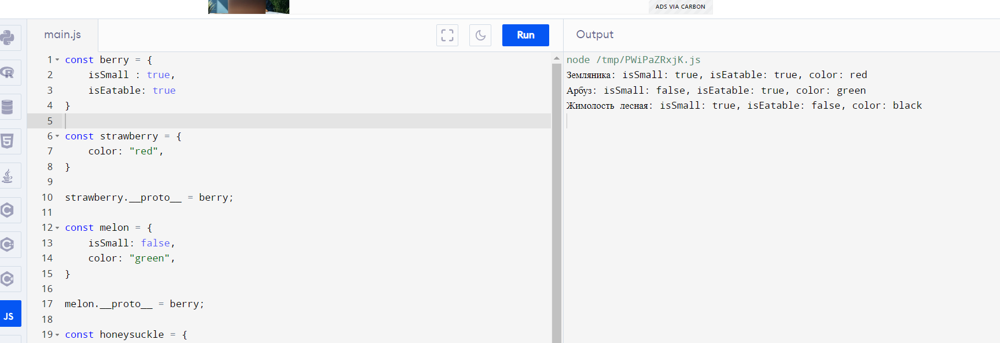 ADS VIA CARBON
main.js
Run
Output
1 const berry = {
2 isSmall : true,
3 isEatable: true
4 }
5
6 const strawberry = {
7 color: "red",
8 }
9
10 strawberry.__proto__ = berry;
11
12 const melon = {
13 isSmall: false,
14 color: "green",
15 }
16
17 melon.__proto__ = berry;
18
19 const honeysuckle = {
node /tmp/PWiPaZRxjK.js
Земляника: isSmall: true, isEatable: true, color: red
Арбуз: isSmall: false, isEatable: true, color: green
Жимолость лесная: isSmall: true, isEatable: false, color: black
R
5
C
C
C
JS